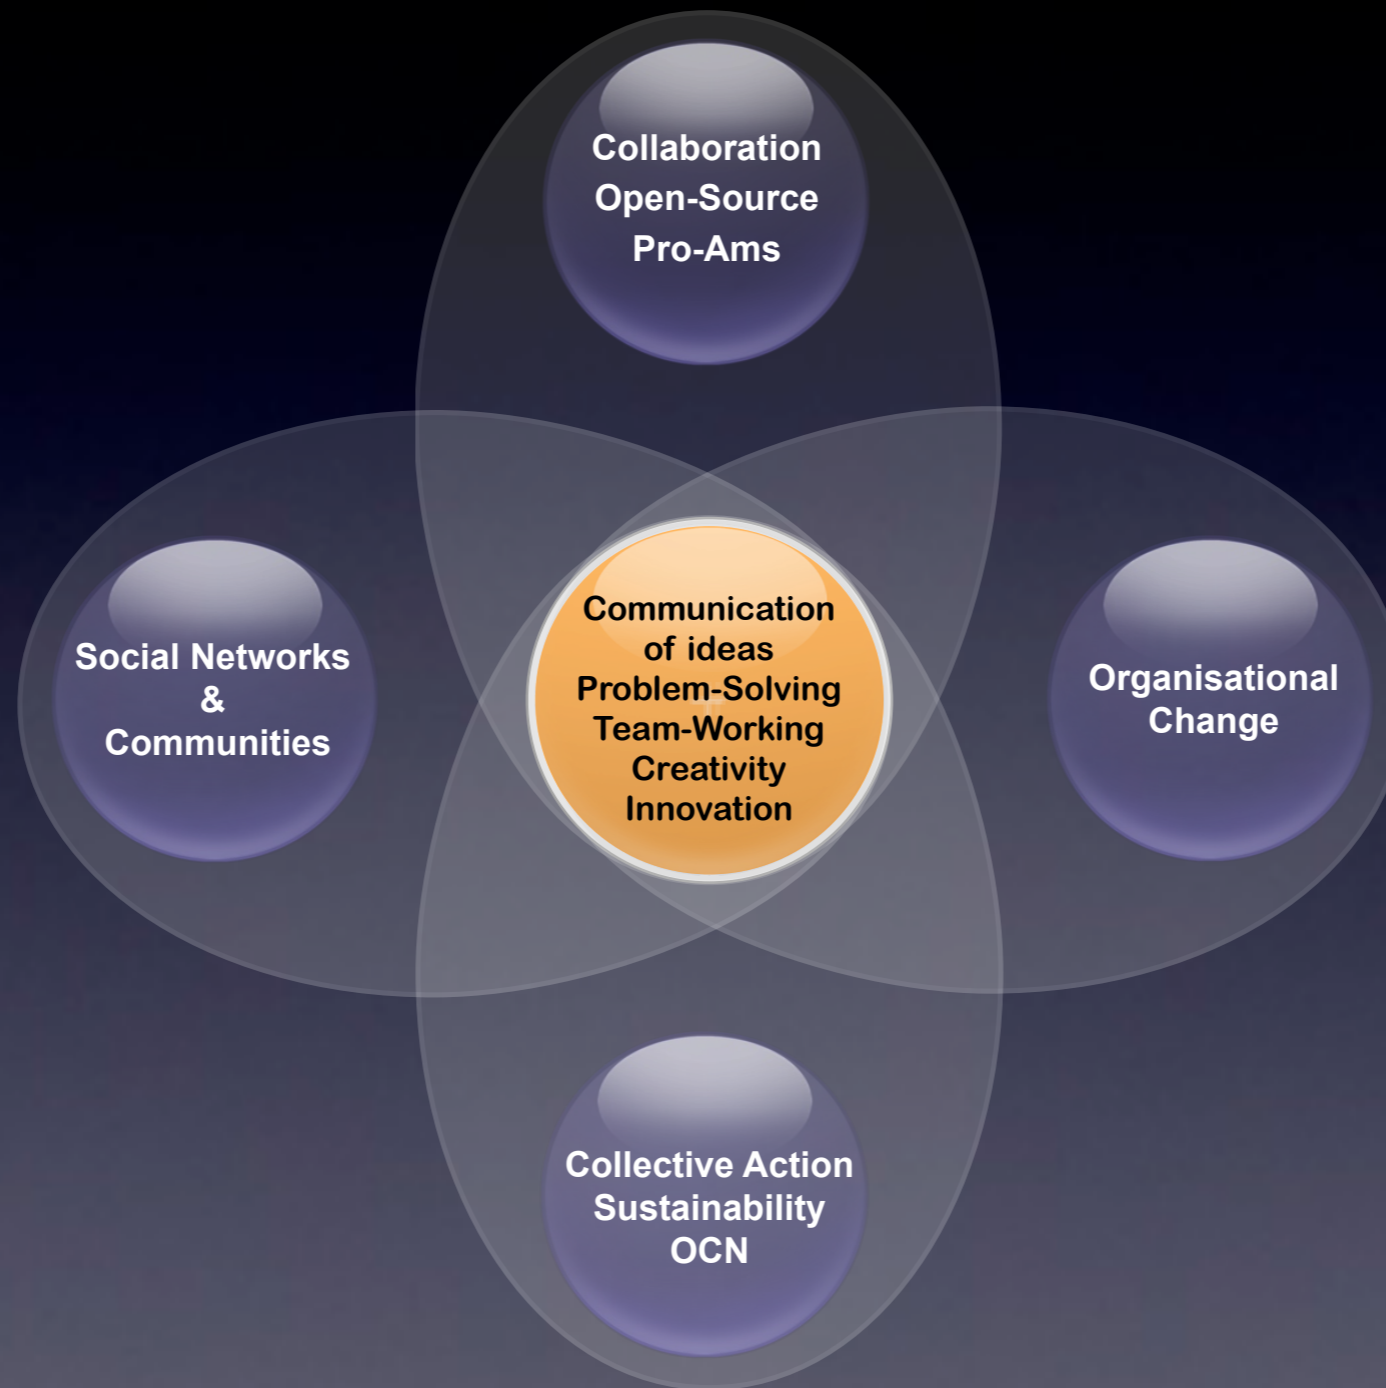 Collaboration
Open-Source
Pro-Ams
Social Networks
&
Communities
Communication
of ideas
Problem-Solving
Team-Working
Creativity
Innovation
Organisational
Change
Collective Action
Sustainability
OCN